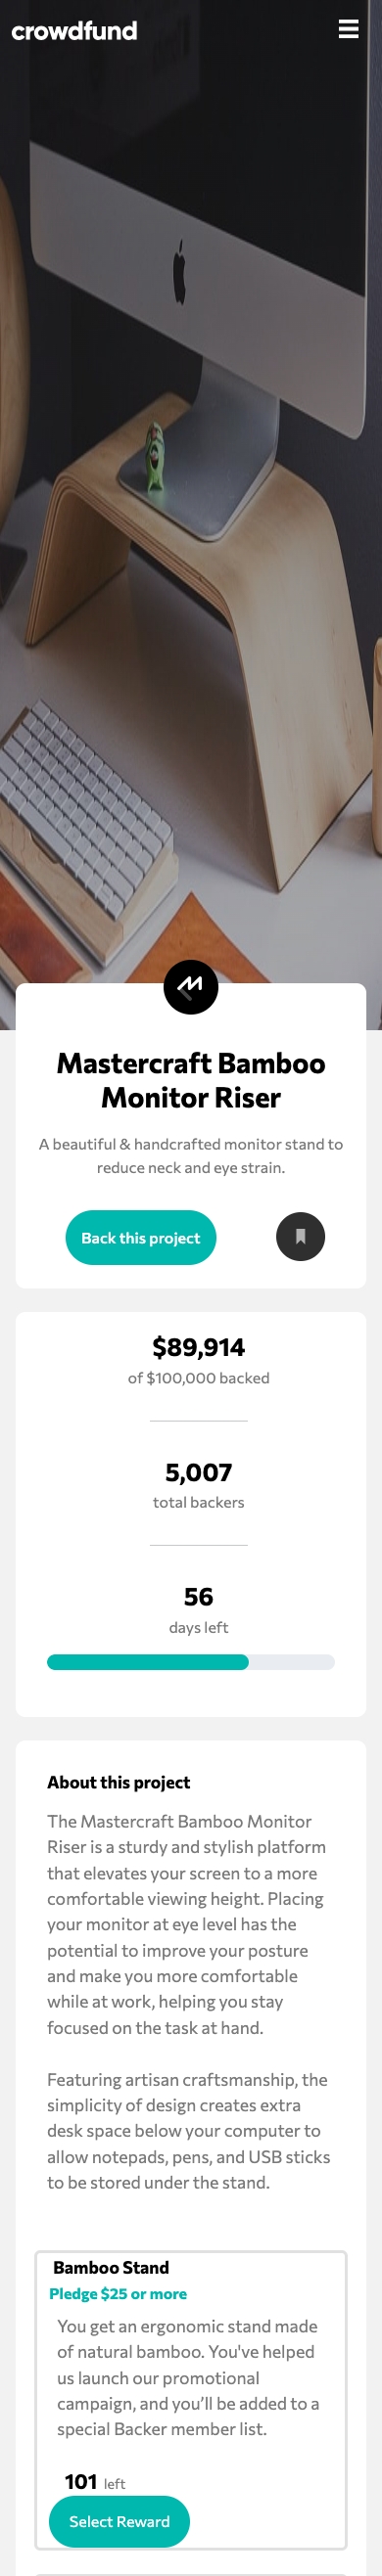 crowdfund
Mastercraft Bamboo
Monitor Riser
A beautiful & handcrafted monitor stand to
reduce neck and eye strain.
Back this project
$89,914
of $100,000 backed
5,007
total backers
56
days left
About this project
The Mastercraft Bamboo Monitor
Riser is a sturdy and stylish platform
that elevates your screen to a more
comfortable viewing height. Placing
your monitor at eye level has the
potential to improve your posture
and make you more comfortable
while at work, helping you stay
focused on the task at hand.
Featuring artisan craftsmanship, the
simplicity of design creates extra
desk space below your computer to
allow notepads, pens, and USB sticks
to be stored under the stand.
Bamboo Stand
Pledge $25 or more
You get an ergonomic stand made
of natural bamboo. You've helped
us launch our promotional
campaign, and you’ll be added to a
special Backer member list.
101 left
Select Reward